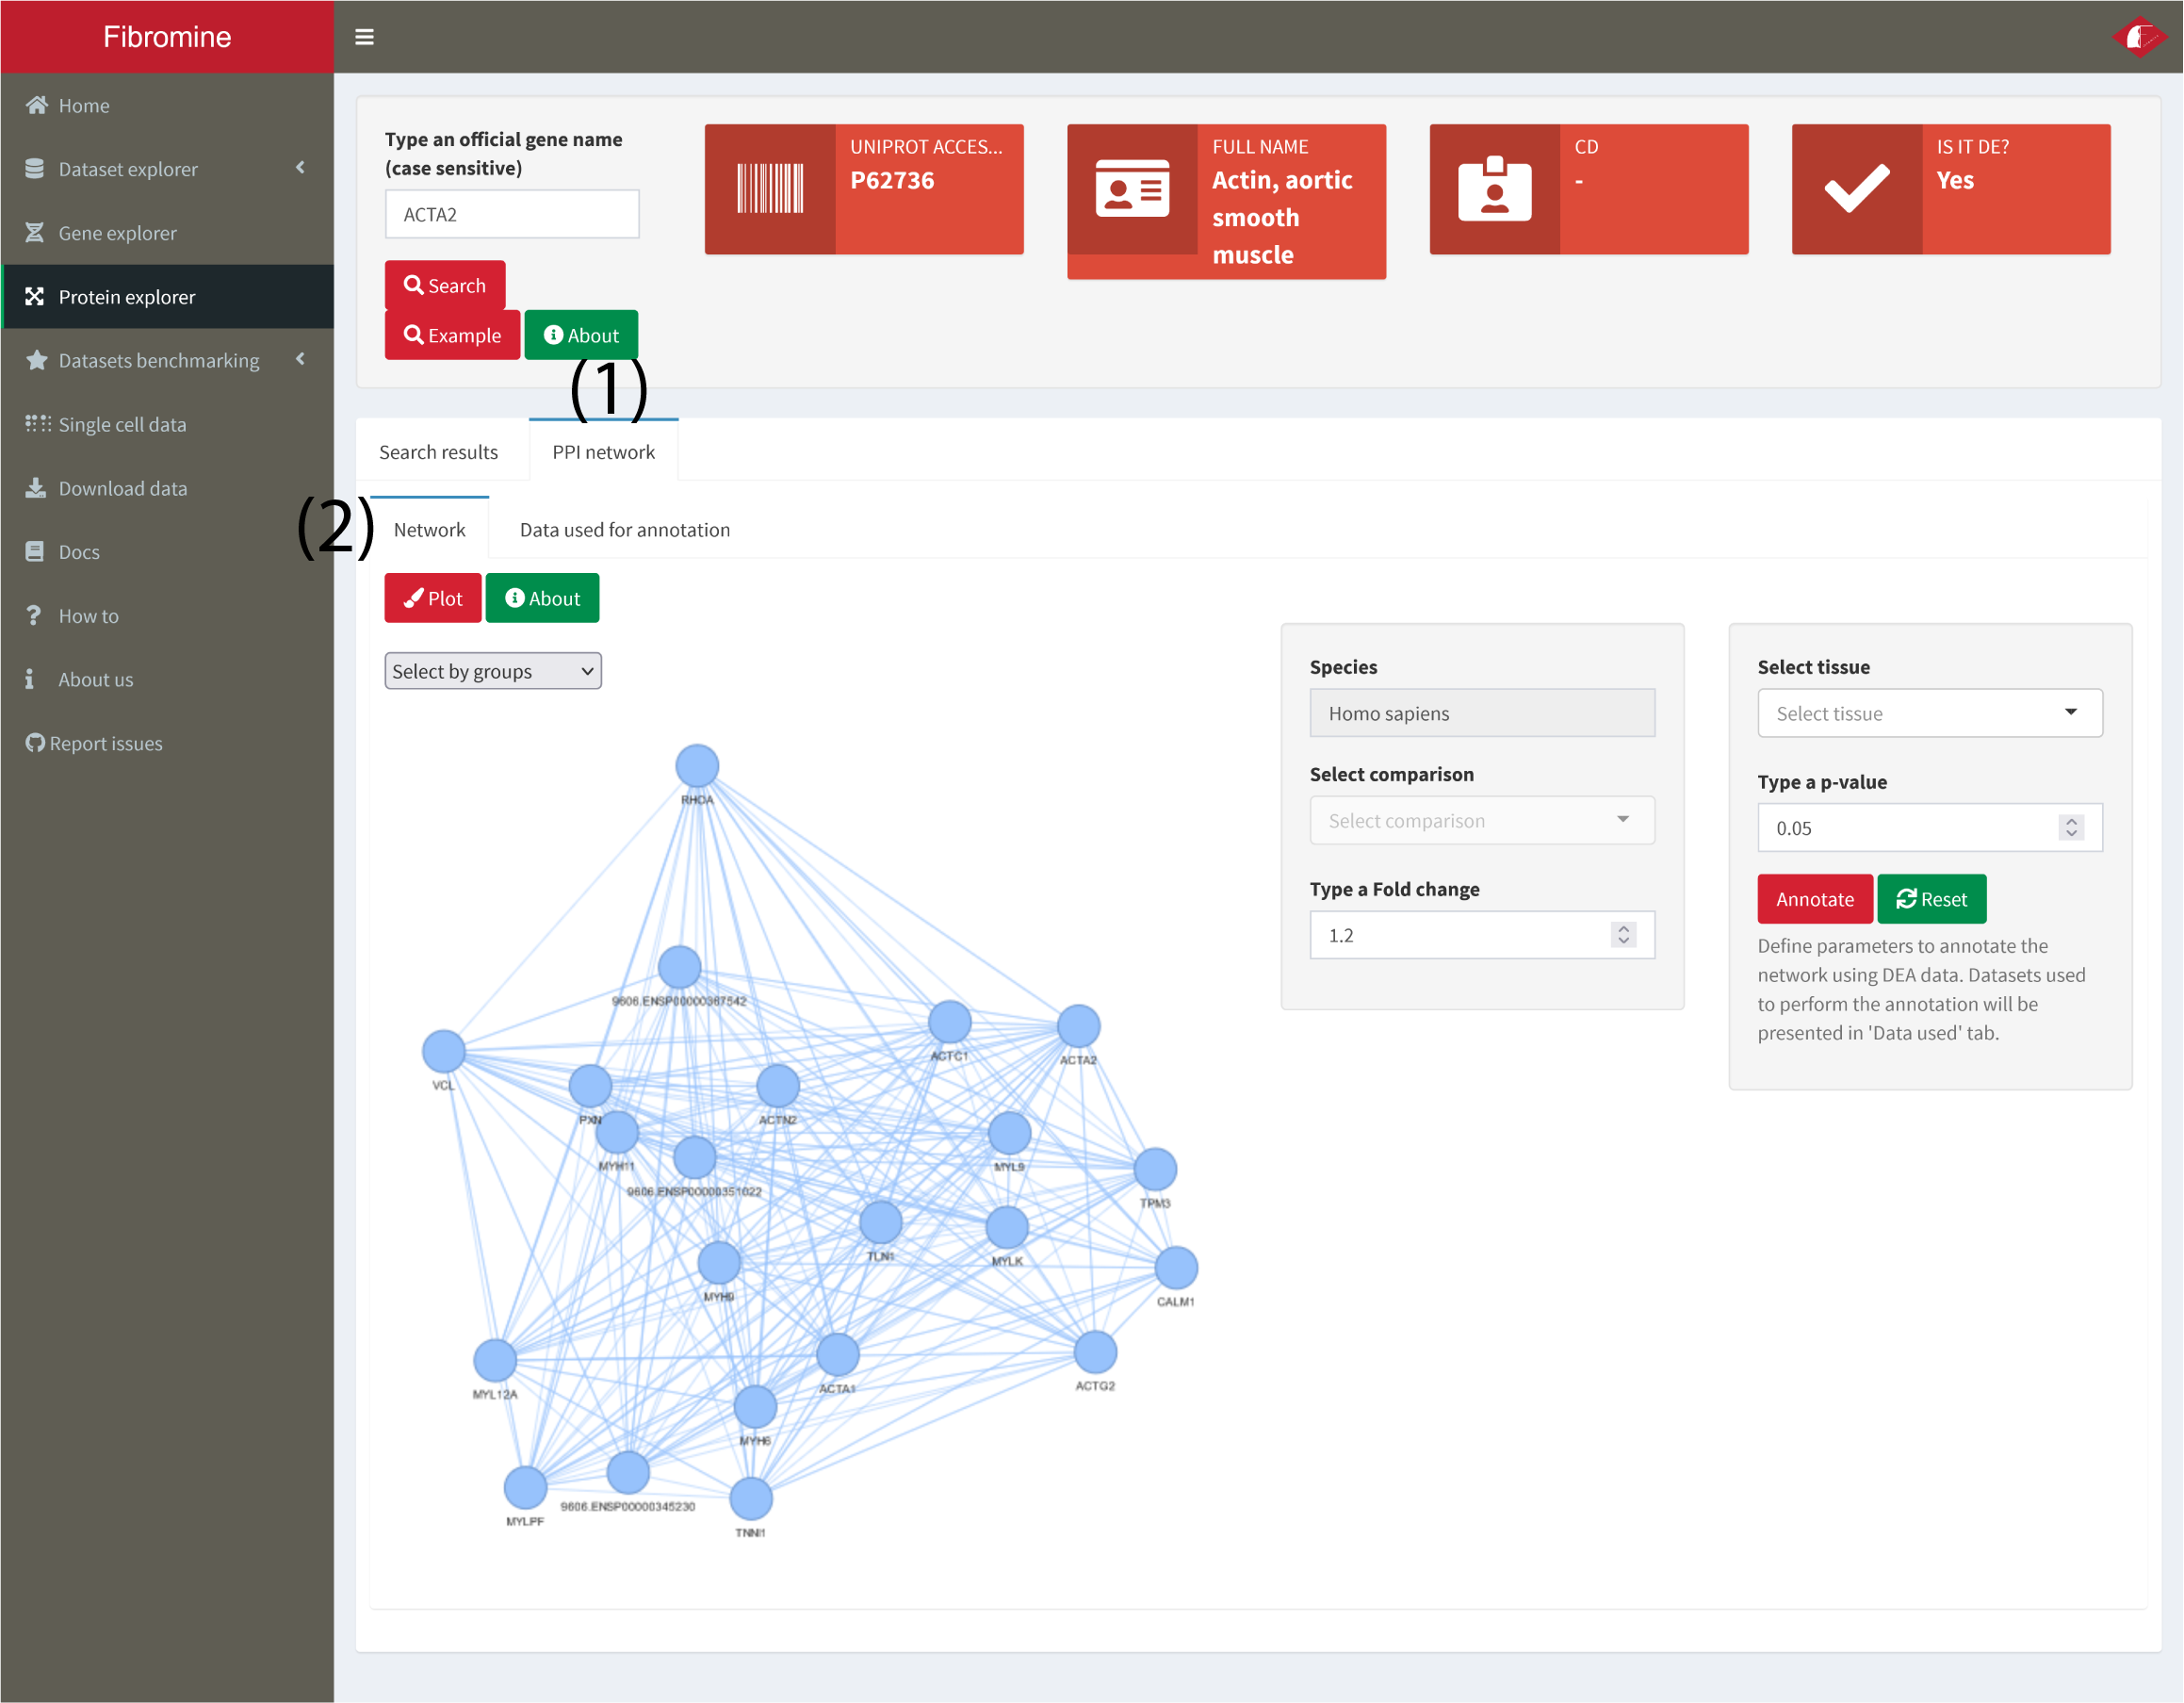 Fibromine
Home
Dataset explorer
Gene explorer
Protein explorer
Datasets benchmarking
Single cell data
Download data
Docs
How to
About us
Report issues
Type an official gene name
(case sensitive)
ACTA2
Search
Example
About
UNIPROT ACCES...
P62736
FULL NAME
Actin, aortic
smooth
muscle
CD
-
IS IT DE?
Yes
(1)
Search results
PPI network
(2)
Network
Data used for annotation
Plot
About
Select by groups
RHOA
9606.ENSP00000367542
ACTC1
ACTA2
VCL
PXN
ACTN2
MYH11
MYL9
9606.ENSP00000351022
TPM3
TLN1
MYLK
MYH9
CALM1
MYL12A
ACTA1
ACTG2
MYH6
MYLPF
9606.ENSP00000345230
TNNI1
Species
Homo sapiens
Select comparison
Select comparison
Type a Fold change
1.2
Select tissue
Select tissue
Type a p-value
0.05
Annotate
Reset
Define parameters to annotate the
network using DEA data. Datasets used
to perform the annotation will be
presented in 'Data used' tab.